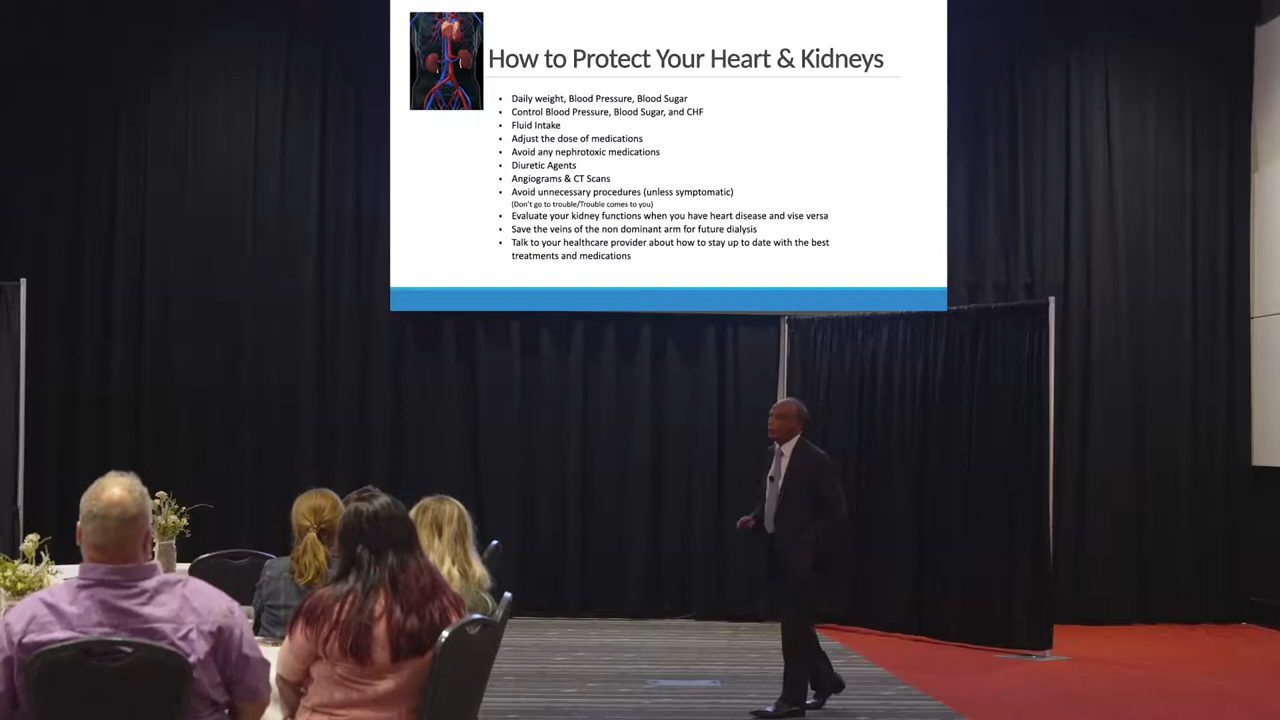 How to Protect Your Heart & Kidneys
• Daily weight, Blood Pressure, Blood Sugar
• Control Blood Pressure, Blood Sugar, and CHF
• Fluid Intake
• Adjust the dose of medications
• Avoid any nephrotoxic medications
• Diuretic Agents
• Angiograms & CT Scans
• Avoid unnecessary procedures (unless symptomatic)
(Don't go to trouble/Trouble comes to you)
• Evaluate your kidney functions when you have heart disease and vise versa
• Save the veins of the non dominant arm for future dialysis
• Talk to your healthcare provider about how to stay up to date with the best
treatments and medications